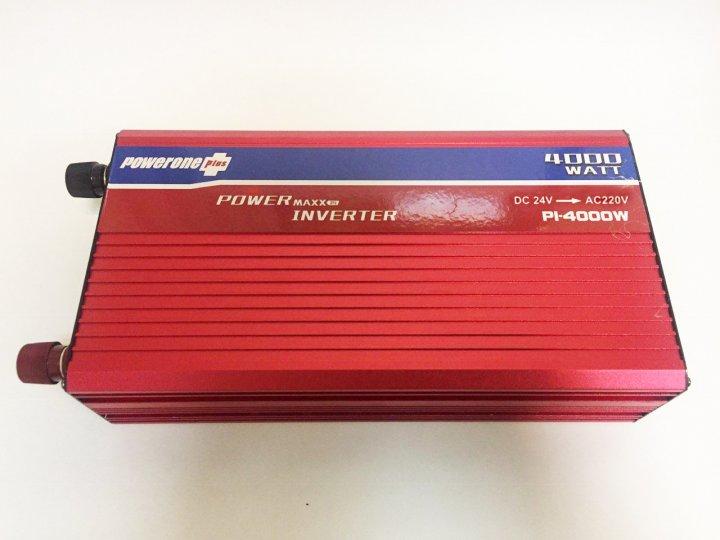 powerone plus
4000
WATT
POWER MAXX
INVERTER
DC 24V → AC220V
PI-4000W